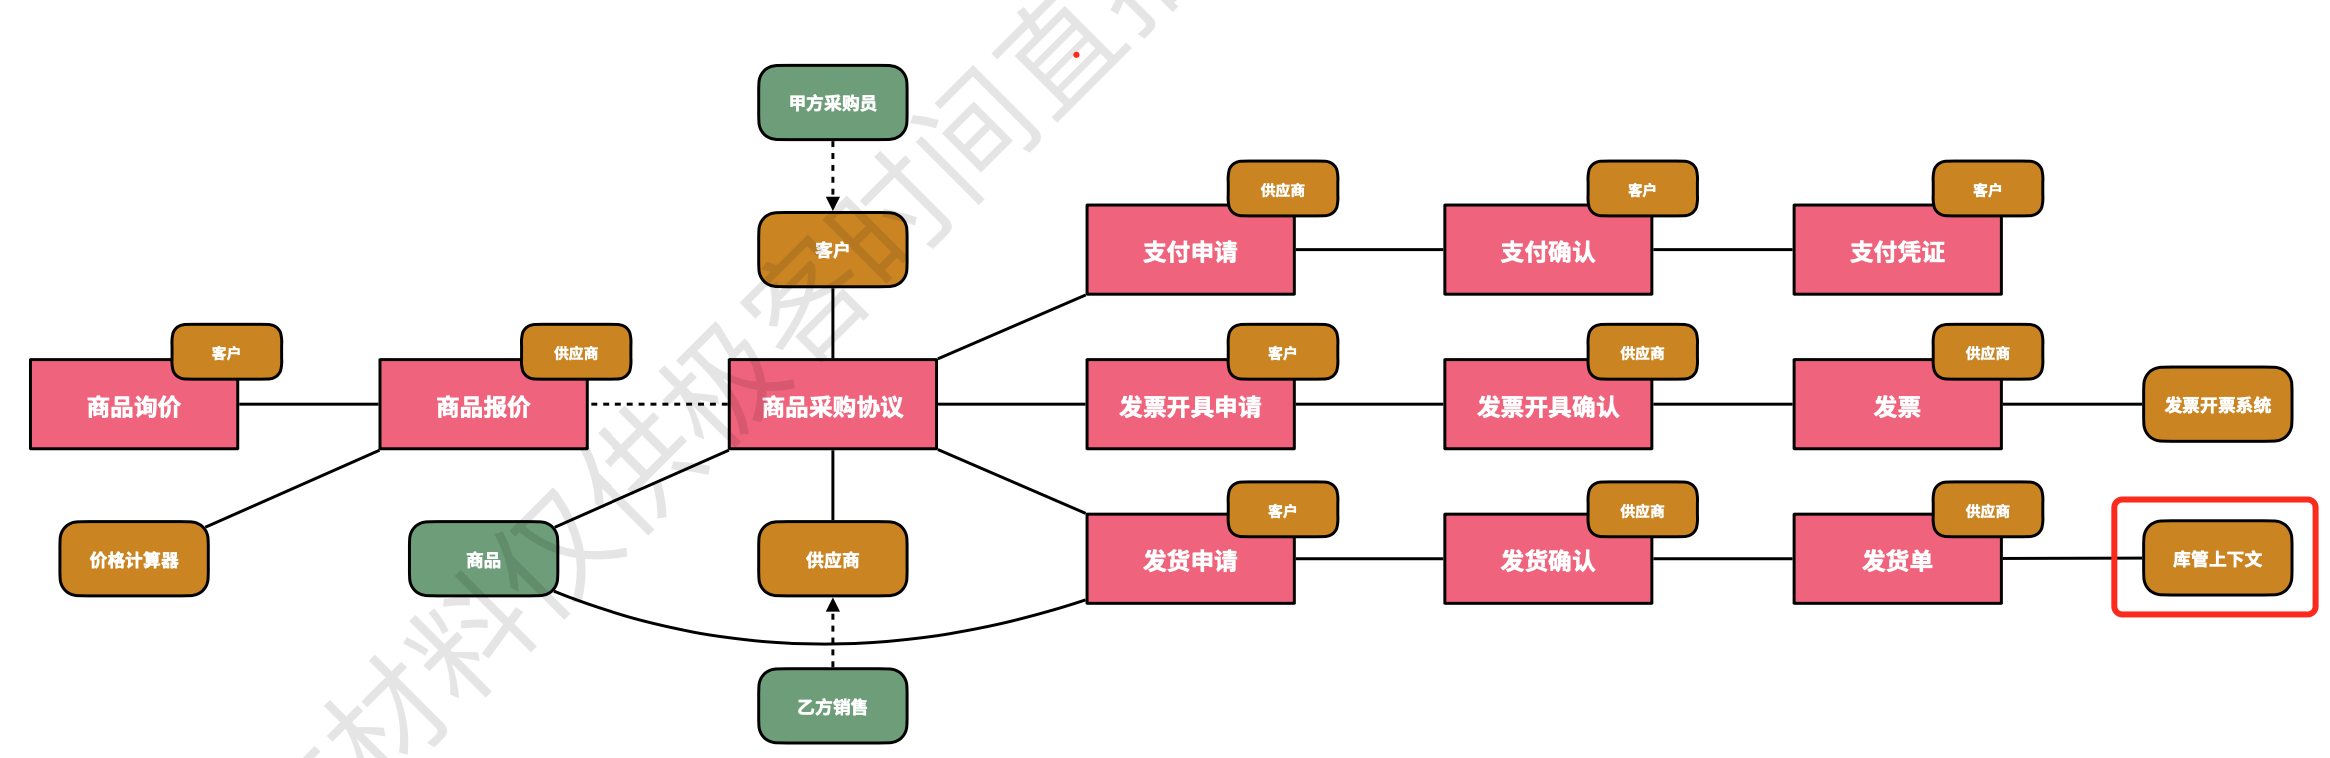 甲方采购员
供应商
客户
客户
客户
支付申请
支付确认
支付凭证
客户
供应商
客户
供应商
供应商
商品询价
商品报价
商品采购协议
发票开具申请
发票开具确认
发票
发票开票系统
客户
供应商
供应商
价格计算器
商品
供应商
发货申请
发货确认
发货单
库管上下文
乙方销售
材料仅供极客时间直播